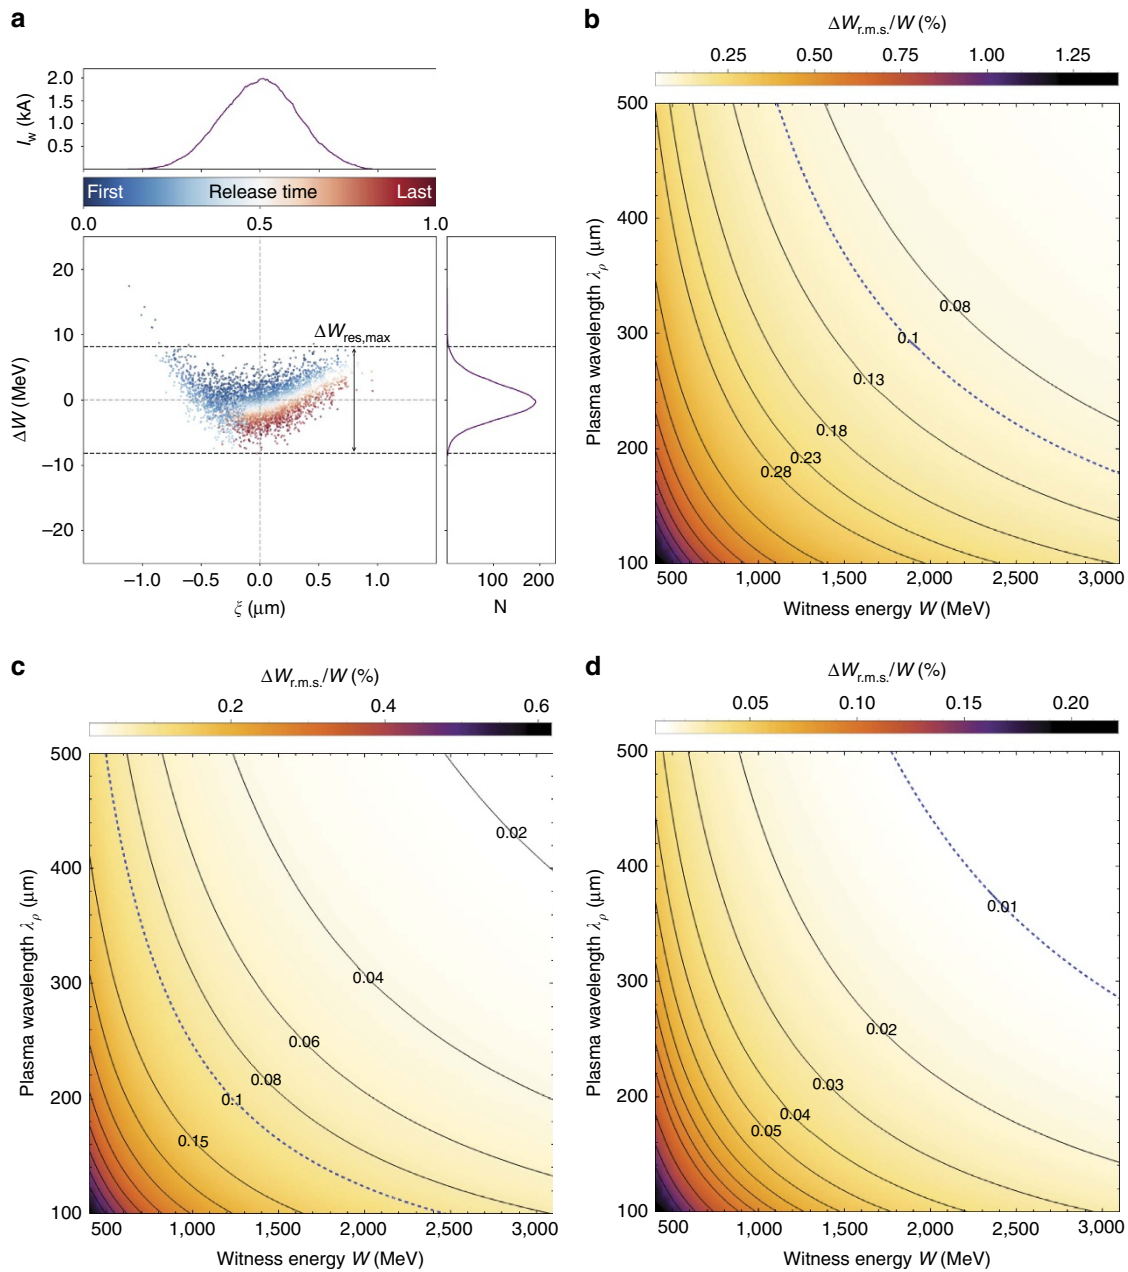 a
I_w (kA)
2.0
1.5
1.0
0.5
First Release time Last
0.0 0.5 1.0
ΔW (MeV)
20
10
0
−10
−20
ΔW_res,max
−1.0 −0.5 0.0 0.5 1.0
ξ (μm)
100 200
N
b
ΔW_r.m.s./W (%)
0.25 0.50 0.75 1.00 1.25
Plasma wavelength λ_ρ (μm)
500
400
300
200
100
0.08
0.1
0.13
0.18
0.23
0.28
500 1,000 1,500 2,000 2,500 3,000
Witness energy W (MeV)
c
ΔW_r.m.s./W (%)
0.2 0.4 0.6
Plasma wavelength λ_ρ (μm)
500
400
300
200
100
0.02
0.04
0.06
0.08
0.1
0.15
500 1,000 1,500 2,000 2,500 3,000
Witness energy W (MeV)
d
ΔW_r.m.s./W (%)
0.05 0.10 0.15 0.20
Plasma wavelength λ_ρ (μm)
500
400
300
200
100
0.01
0.02
0.03
0.04
0.05
500 1,000 1,500 2,000 2,500 3,000
Witness energy W (MeV)